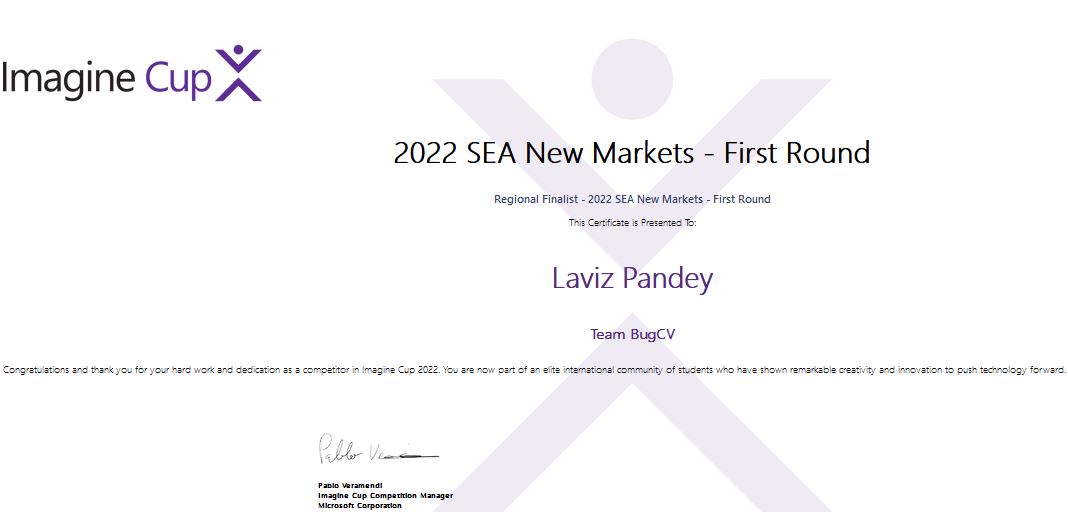 Imagine Cup
2022 SEA New Markets - First Round
Regional Finalist - 2022 SEA New Markets - First Round
This Certificate is Presented To:
Laviz Pandey
Team BugCV
Congratulations and thank you for your hard work and dedication as a competitor in Imagine Cup 2022. You are now part of an elite international community of students who have shown remarkable creativity and innovation to push technology forward.
Pablo Ve
Pablo Veramendi
Imagine Cup Competition Manager
Microsoft Corporation